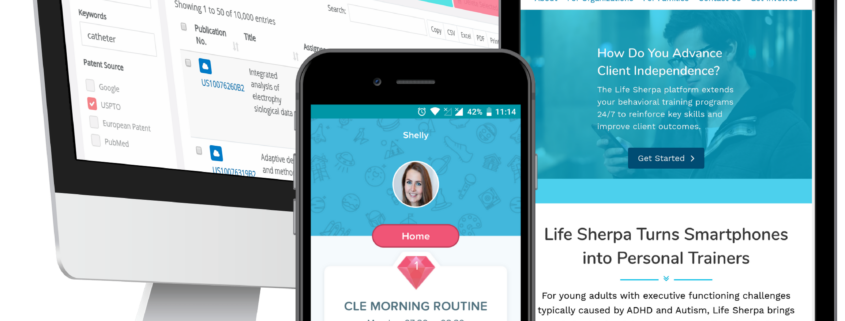 Showing 1 to 50 of 10,000 entries
Search:
Copy
CSV
Excel
PDF
Keywords
catheter
Publication
No.
Title
Patent Source
Google
USPTO
European Patent
PubMed
US10076260B2
Integrated
analysis of
electrophy
siological data
US10076319B2
Adaptive
11:14
42%
Shelly
Home
CLE MORNING ROUTINE
How Do You Advance
Client Independence?
The Life Sherpa platform extends
your behavioral training programs
24/7 to reinforce key skills and
improve client outcomes.
Get Started
Life Sherpa Turns Smartphones
into Personal Trainers
For young adults with executive functioning challenges
typically caused by ADHD and Autism, Life Sherpa brings